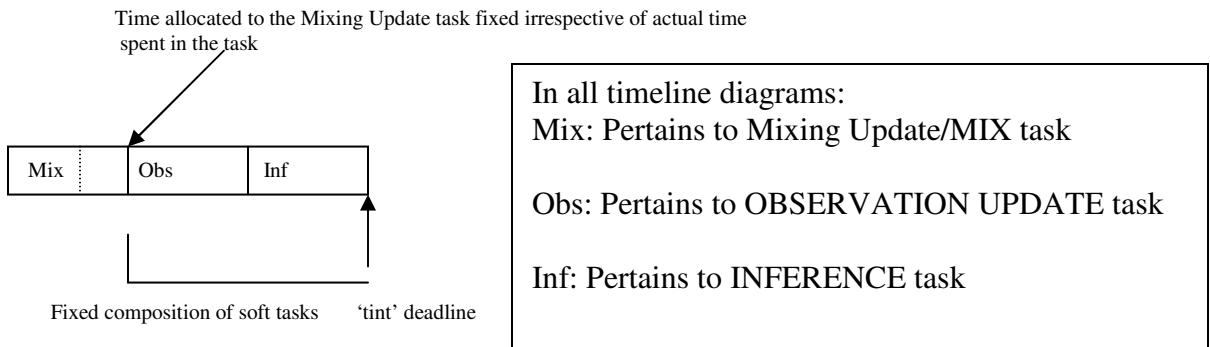 Time allocated to the Mixing Update task fixed irrespective of actual time
spent in the task
Mix
Obs
Inf
Fixed composition of soft tasks
‘tint’ deadline
In all timeline diagrams:
Mix: Pertains to Mixing Update/MIX task
Obs: Pertains to OBSERVATION UPDATE task
Inf: Pertains to INFERENCE task